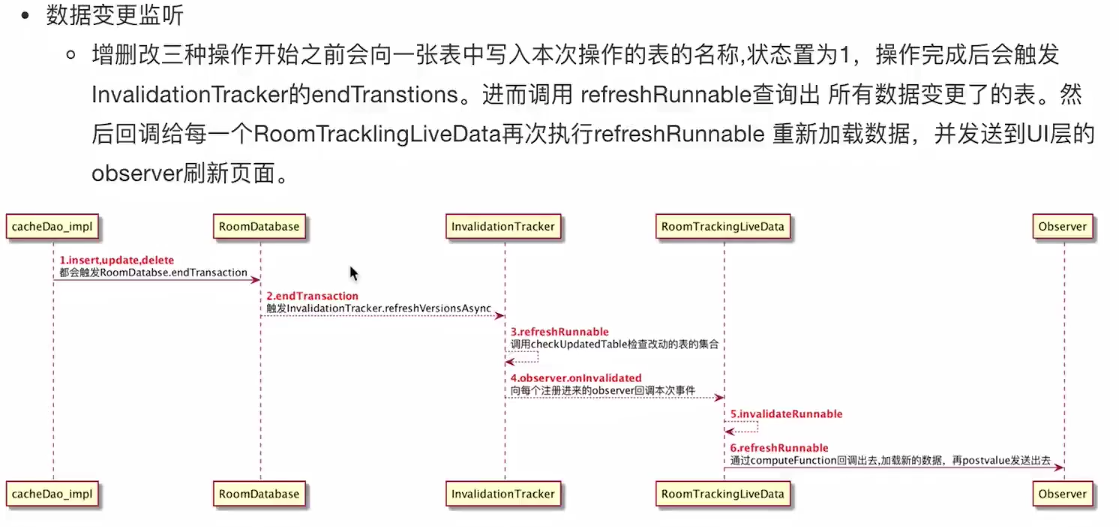 数据变更监听
增删改三种操作开始之前会向一张表中写入本次操作的表的名称,状态置为1，操作完成后会触发
InvalidationTracker的endTranstions。进而调用 refreshRunnable查询出 所有数据变更了的表。然
后回调给每一个RoomTracklingLiveData再次执行refreshRunnable 重新加载数据，并发送到UI层的
observer刷新页面。
cacheDao_impl RoomDatabase InvalidationTracker RoomTrackingLiveData Observer
1.insert,update,delete
都会触发RoomDatabse.endTransaction
2.endTransaction
触发InvalidationTracker.refreshVersionsAsync
3.refreshRunnable
调用checkUpdatedTable检查改动的表的集合
4.observer.onInvalidated
向每个注册进来的observer回调本次事件
5.invalidateRunnable
6.refreshRunnable
通过computeFunction回调出去,加载新的数据，再postvalue发送出去
cacheDao_impl RoomDatabase InvalidationTracker RoomTrackingLiveData Observer